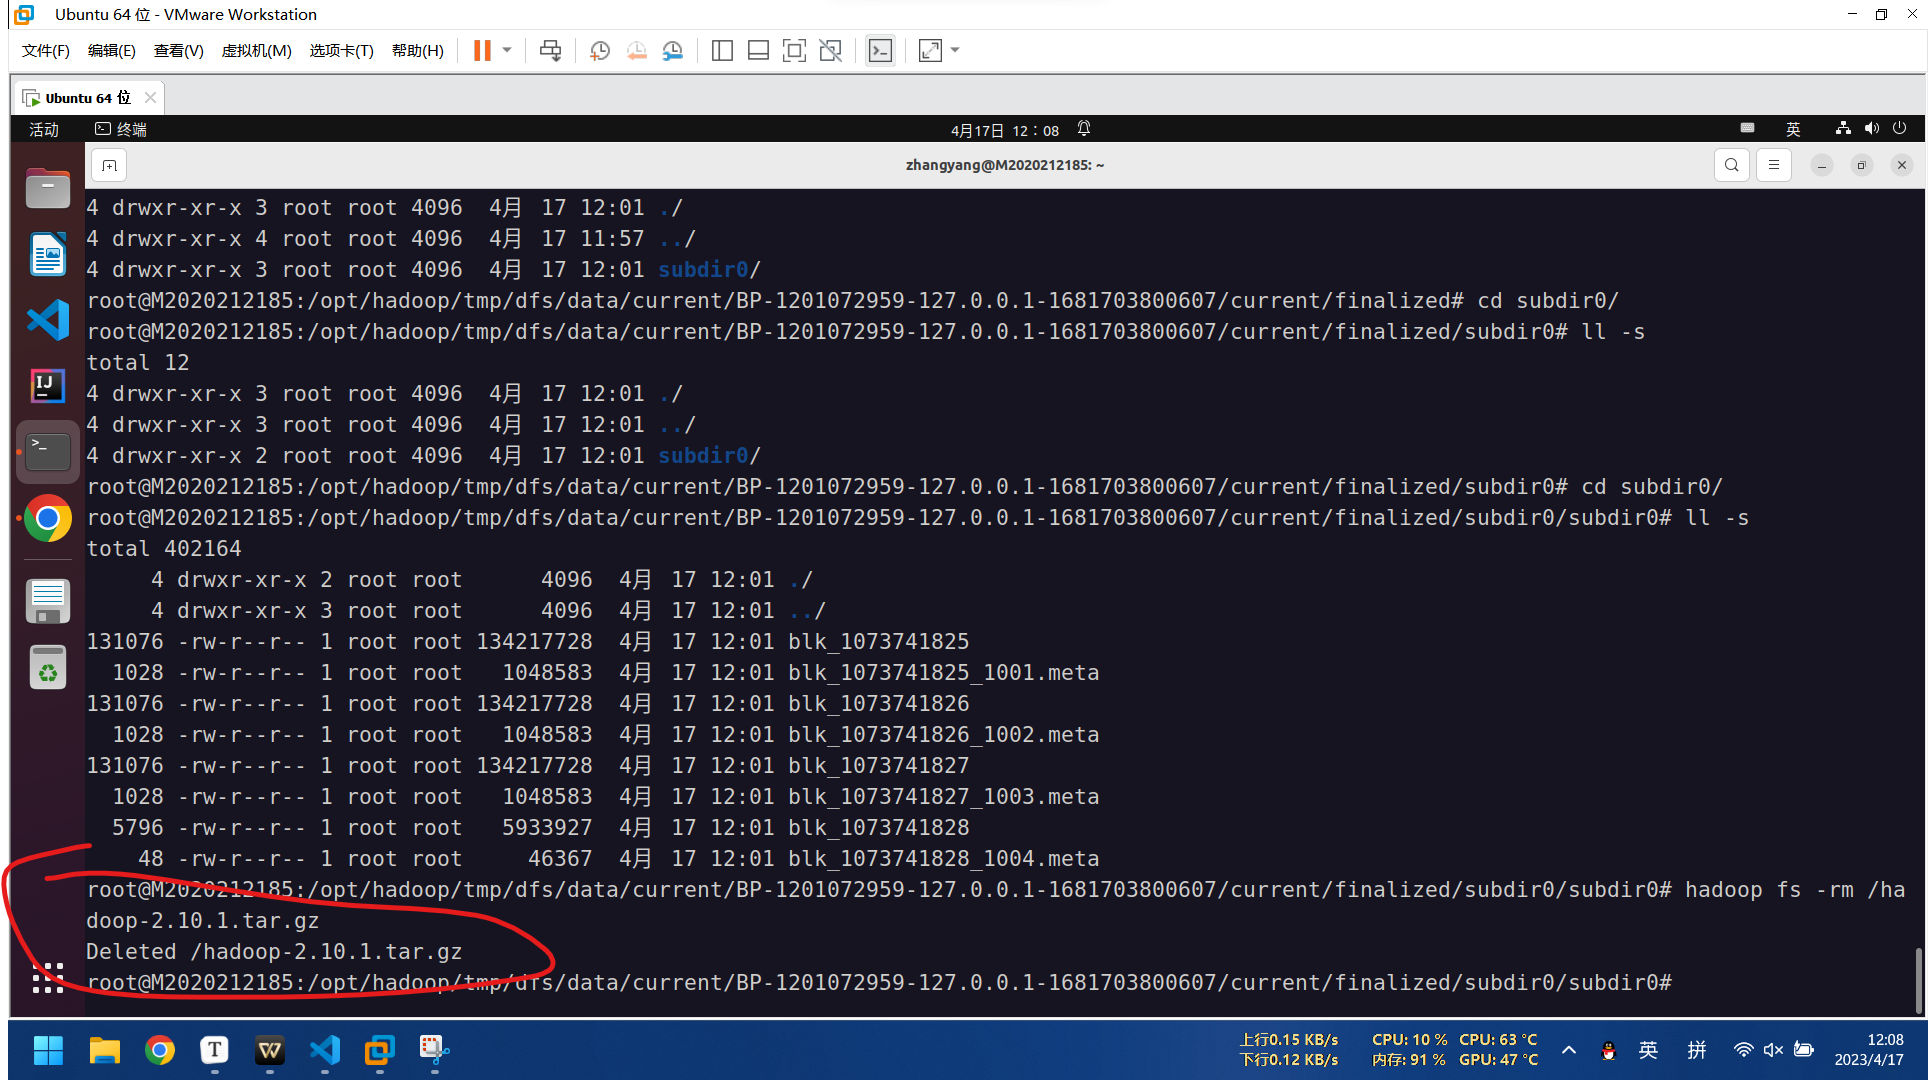 Ubuntu 64 位 - VMware Workstation
文件(F) 编辑(E) 查看(V) 虚拟机(M) 选项卡(T) 帮助(H)
Ubuntu 64 位
活动 终端 4月17日 12：08 英
zhangyang@M2020212185: ~
4 drwxr-xr-x 3 root root 4096 4月 17 12:01 ./
4 drwxr-xr-x 4 root root 4096 4月 17 11:57 ../
4 drwxr-xr-x 3 root root 4096 4月 17 12:01 subdir0/
root@M2020212185:/opt/hadoop/tmp/dfs/data/current/BP-1201072959-127.0.0.1-1681703800607/current/finalized# cd subdir0/
root@M2020212185:/opt/hadoop/tmp/dfs/data/current/BP-1201072959-127.0.0.1-1681703800607/current/finalized/subdir0# ll -s
total 12
4 drwxr-xr-x 3 root root 4096 4月 17 12:01 ./
4 drwxr-xr-x 3 root root 4096 4月 17 12:01 ../
4 drwxr-xr-x 2 root root 4096 4月 17 12:01 subdir0/
root@M2020212185:/opt/hadoop/tmp/dfs/data/current/BP-1201072959-127.0.0.1-1681703800607/current/finalized/subdir0# cd subdir0/
root@M2020212185:/opt/hadoop/tmp/dfs/data/current/BP-1201072959-127.0.0.1-1681703800607/current/finalized/subdir0/subdir0# ll -s
total 402164
4 drwxr-xr-x 2 root root 4096 4月 17 12:01 ./
4 drwxr-xr-x 3 root root 4096 4月 17 12:01 ../
131076 -rw-r--r-- 1 root root 134217728 4月 17 12:01 blk_1073741825
1028 -rw-r--r-- 1 root root 1048583 4月 17 12:01 blk_1073741825_1001.meta
131076 -rw-r--r-- 1 root root 134217728 4月 17 12:01 blk_1073741826
1028 -rw-r--r-- 1 root root 1048583 4月 17 12:01 blk_1073741826_1002.meta
131076 -rw-r--r-- 1 root root 134217728 4月 17 12:01 blk_1073741827
1028 -rw-r--r-- 1 root root 1048583 4月 17 12:01 blk_1073741827_1003.meta
5796 -rw-r--r-- 1 root root 5933927 4月 17 12:01 blk_1073741828
48 -rw-r--r-- 1 root root 46367 4月 17 12:01 blk_1073741828_1004.meta
root@M2020212185:/opt/hadoop/tmp/dfs/data/current/BP-1201072959-127.0.0.1-1681703800607/current/finalized/subdir0/subdir0# hadoop fs -rm /ha
doop-2.10.1.tar.gz
Deleted /hadoop-2.10.1.tar.gz
root@M2020212185:/opt/hadoop/tmp/dfs/data/current/BP-1201072959-127.0.0.1-1681703800607/current/finalized/subdir0/subdir0#
上行0.15 KB/s CPU: 10 % CPU: 63 °C 英 拼 12:08
下行0.12 KB/s 内存: 91 % GPU: 47 °C 2023/4/17